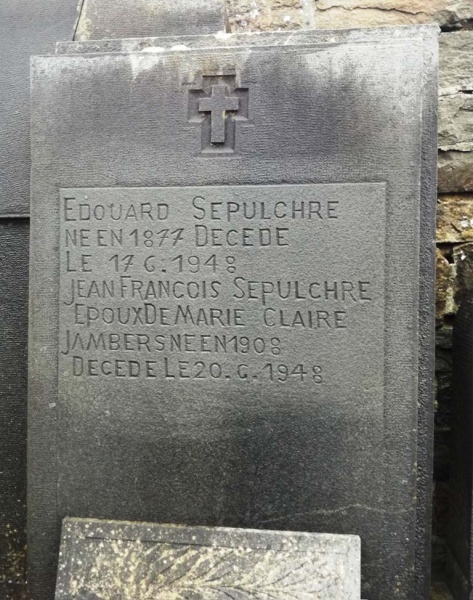 EDOUARD SEPULCHRE
NE EN 1877 DECEDE
LE 17 6. 1948
JEAN FRANCOIS SEPULCHRE
EPOUX DE MARIE CLAIRE
JAMBERS NE EN 1908
DECEDE LE 20. 6. 1948